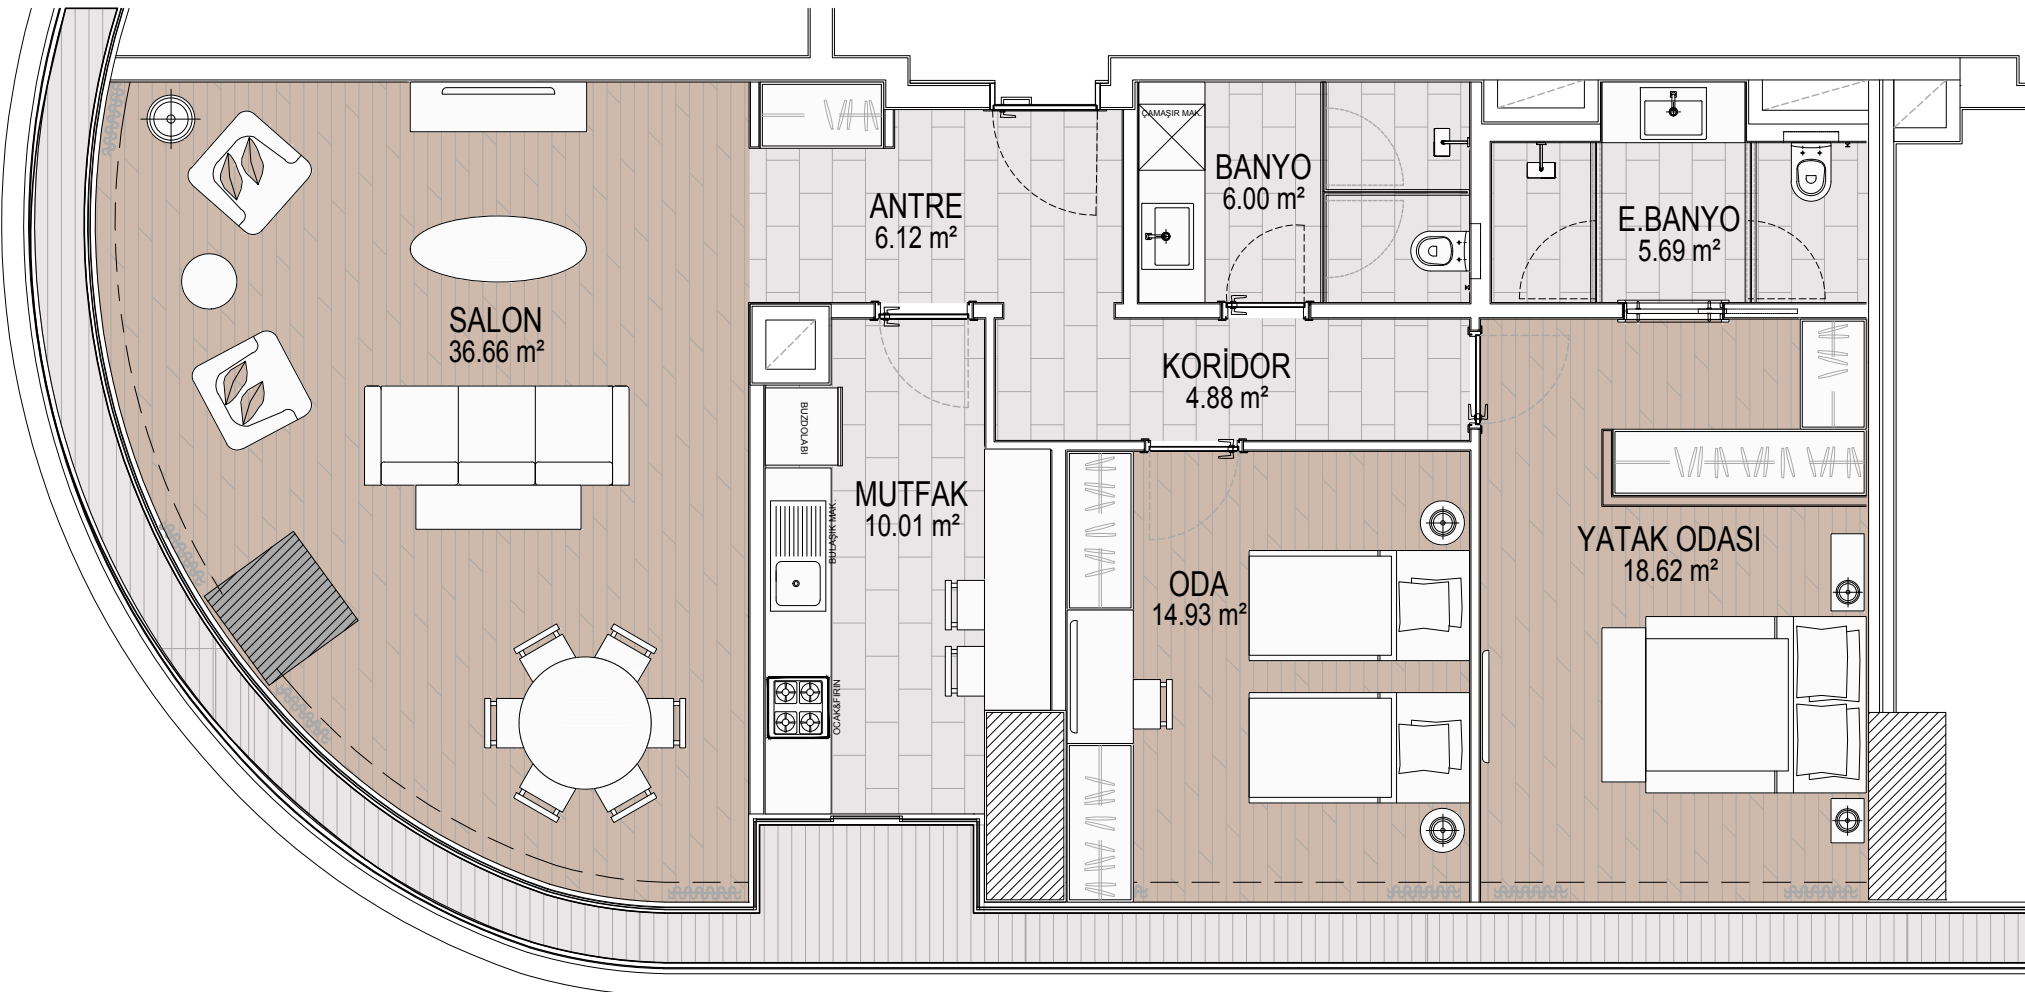 ÇAMAŞIR MAK.
BANYO
6.00 m²
ANTRE
6.12 m²
E.BANYO
5.69 m²
SALON
36.66 m²
KORİDOR
4.88 m²
BUZDOLABI
MUTFAK
10.01 m²
BULAŞIK MAK.
YATAK ODASI
18.62 m²
ODA
14.93 m²
OCAK&FIRIN